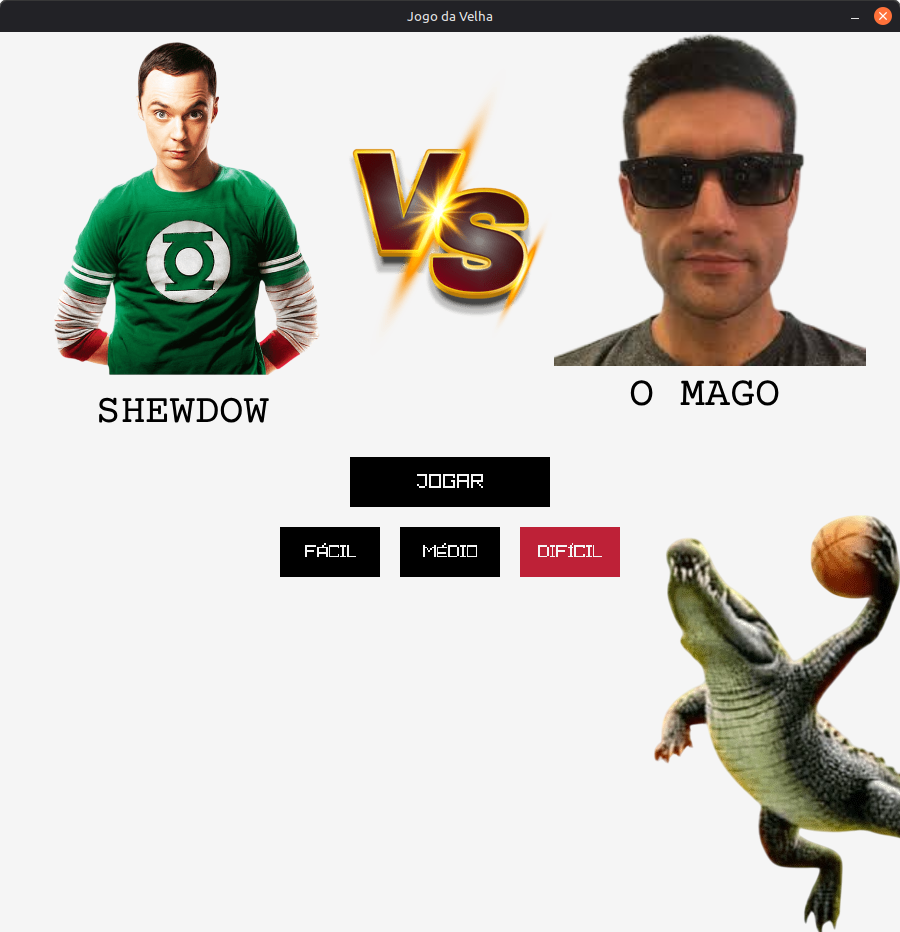 Jogo da Velha
VS
SHEWDOW
O MAGO
JOGAR
FÁCIL
MÉDIO
DIFÍCIL